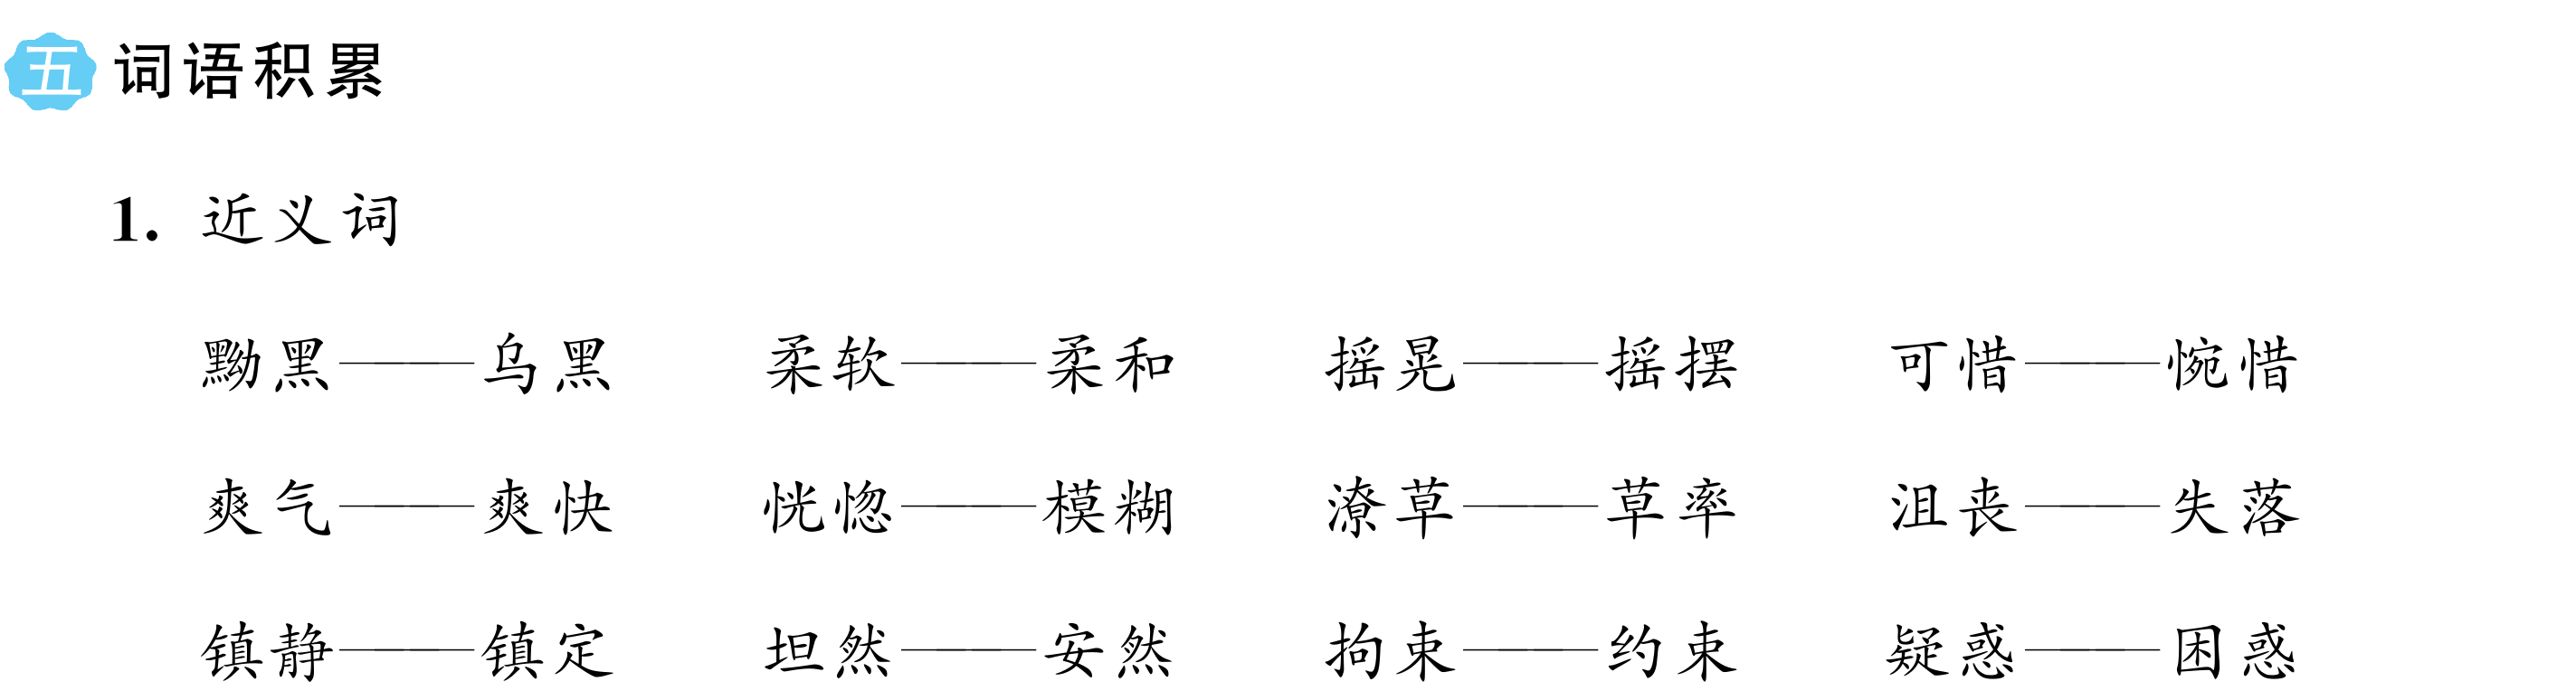 五 词语积累
1. 近义词
黝黑——乌黑 柔软——柔和 摇晃——摇摆 可惜——惋惜
爽气——爽快 恍惚——模糊 潦草——草率 沮丧——失落
镇静——镇定 坦然——安然 拘束——约束 疑惑——困惑